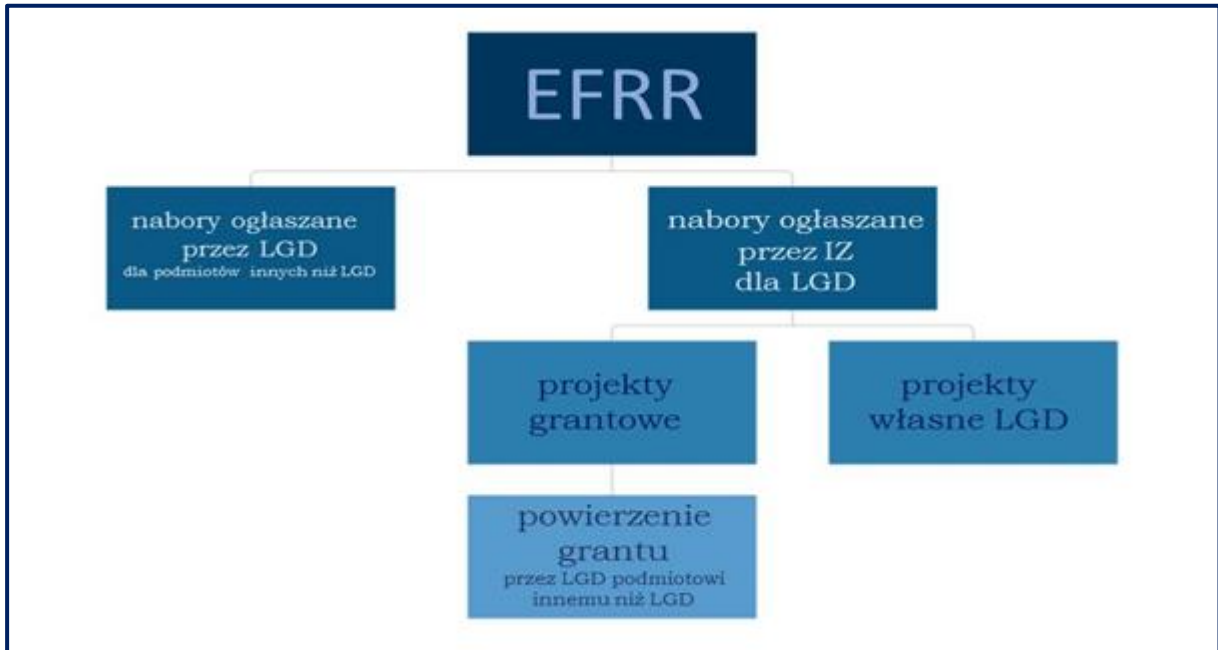 EFRR
nabory ogłaszane
przez LGD
dla podmiotów innych niż LGD
nabory ogłaszane
przez IZ
dla LGD
projekty
grantowe
projekty
własne LGD
powierzenie
grantu
przez LGD podmiotowi
innemu niż LGD